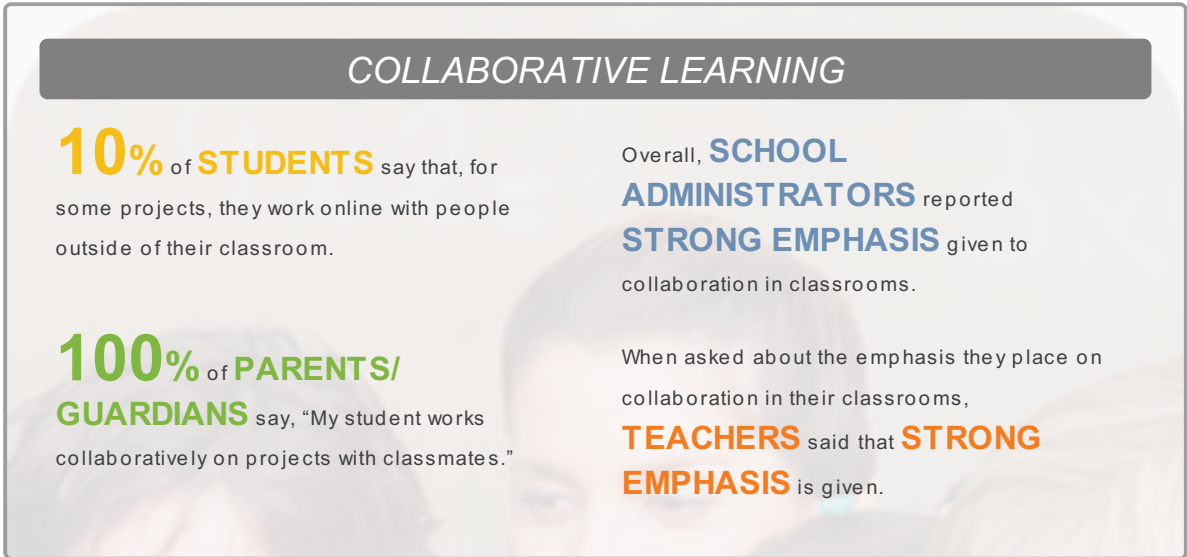 COLLABORATIVE LEARNING
10% of STUDENTS say that, for
some projects, they work online with people
outside of their classroom.
100% of PARENTS/
GUARDIANS say, “My student works
collaboratively on projects with classmates.”
Overall, SCHOOL
ADMINISTRATORS reported
STRONG EMPHASIS given to
collaboration in classrooms.
When asked about the emphasis they place on
collaboration in their classrooms,
TEACHERS said that STRONG
EMPHASIS is given.